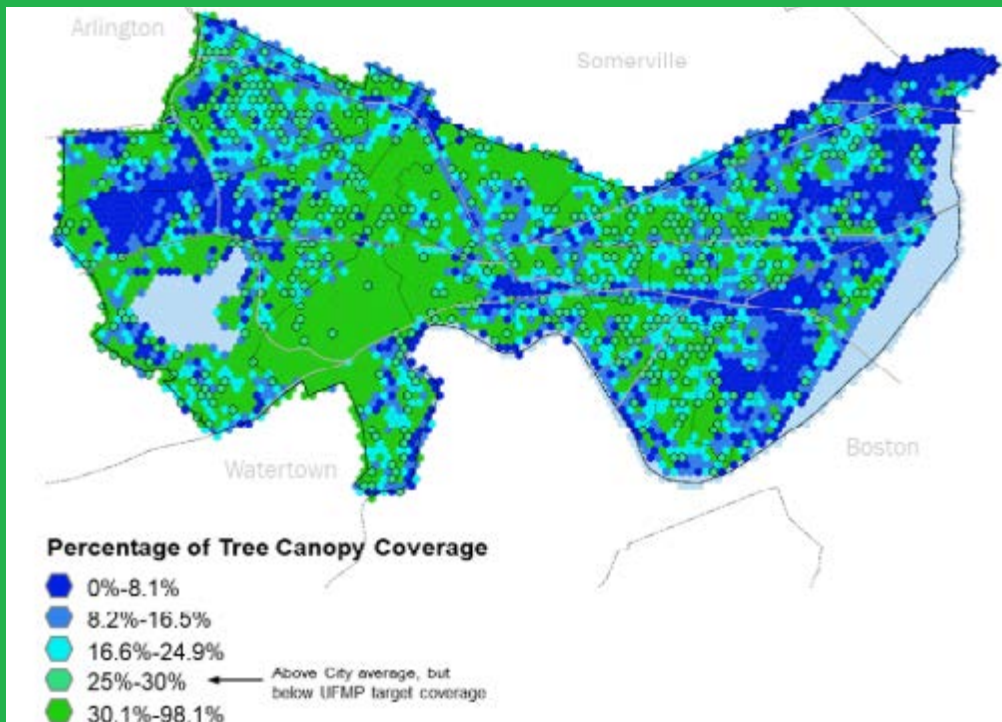 Arlington
Somerville
Watertown
Boston
Percentage of Tree Canopy Coverage
0%-8.1%
8.2%-16.5%
16.6%-24.9%
25%-30%
Above City average, but
below UFMP target coverage
30.1%-98.1%